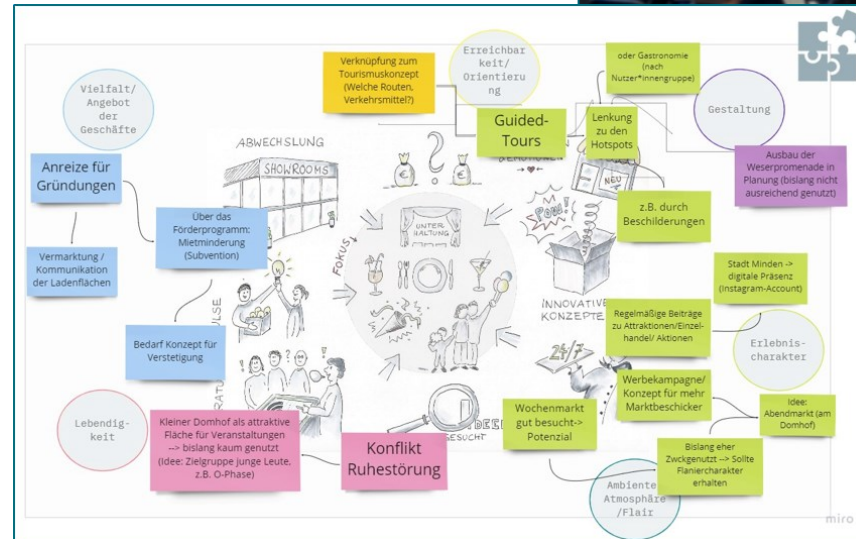 Vielfalt/
Angebot
der
Geschäfte
Anreize für
Gründungen
Vermarktung /
Kommunikation
der Ladenflächen
Über das
Förderprogramm:
Mietminderung
(Subvention)
Bedarf Konzept für
Verstetigung
ABWECHSLUNG
SHOWROOMS
Verknüpfung zum
Tourismuskonzept
(Welche Routen,
Verkehrsmittel?)
Erreichbar
keit/
Orientieru
ng
Guided-
Tours
oder Gastronomie
(nach
Nutzer*innengruppe)
Lenkung
zu den
Hotspots
NEU
z.B. durch
Beschilderungen
Gestaltung
Ausbau der
Weserpromenade in
Planung (bislang nicht
ausreichend genutzt)
FOKUS
UNTER
HALTUNG
INNOVATIVE
KONZEPTE
24/7
Stadt Minden ->
digitale Präsenz
(Instagram-Account)
Regelmäßige Beiträge
zu Attraktionen/Einzel-
handel/ Aktionen
Erlebnis-
charakter
Werbekampagne/
Konzept für mehr
Marktbeschicker
Idee:
Abendmarkt (am
Domhof)
Wochenmarkt
gut besucht->
Potenzial
Bislang eher
Zwckgenutzt --> Sollte
Flaniercharakter
erhalten
Ambiente
Atmosphäre
/Flair
Lebendig-
keit
Kleiner Domhof als attraktive
Fläche für Veranstaltungen
--> bislang kaum genutzt
(Idee: Zielgruppe junge Leute,
z.B. O-Phase)
Konflikt
Ruhestörung
miro